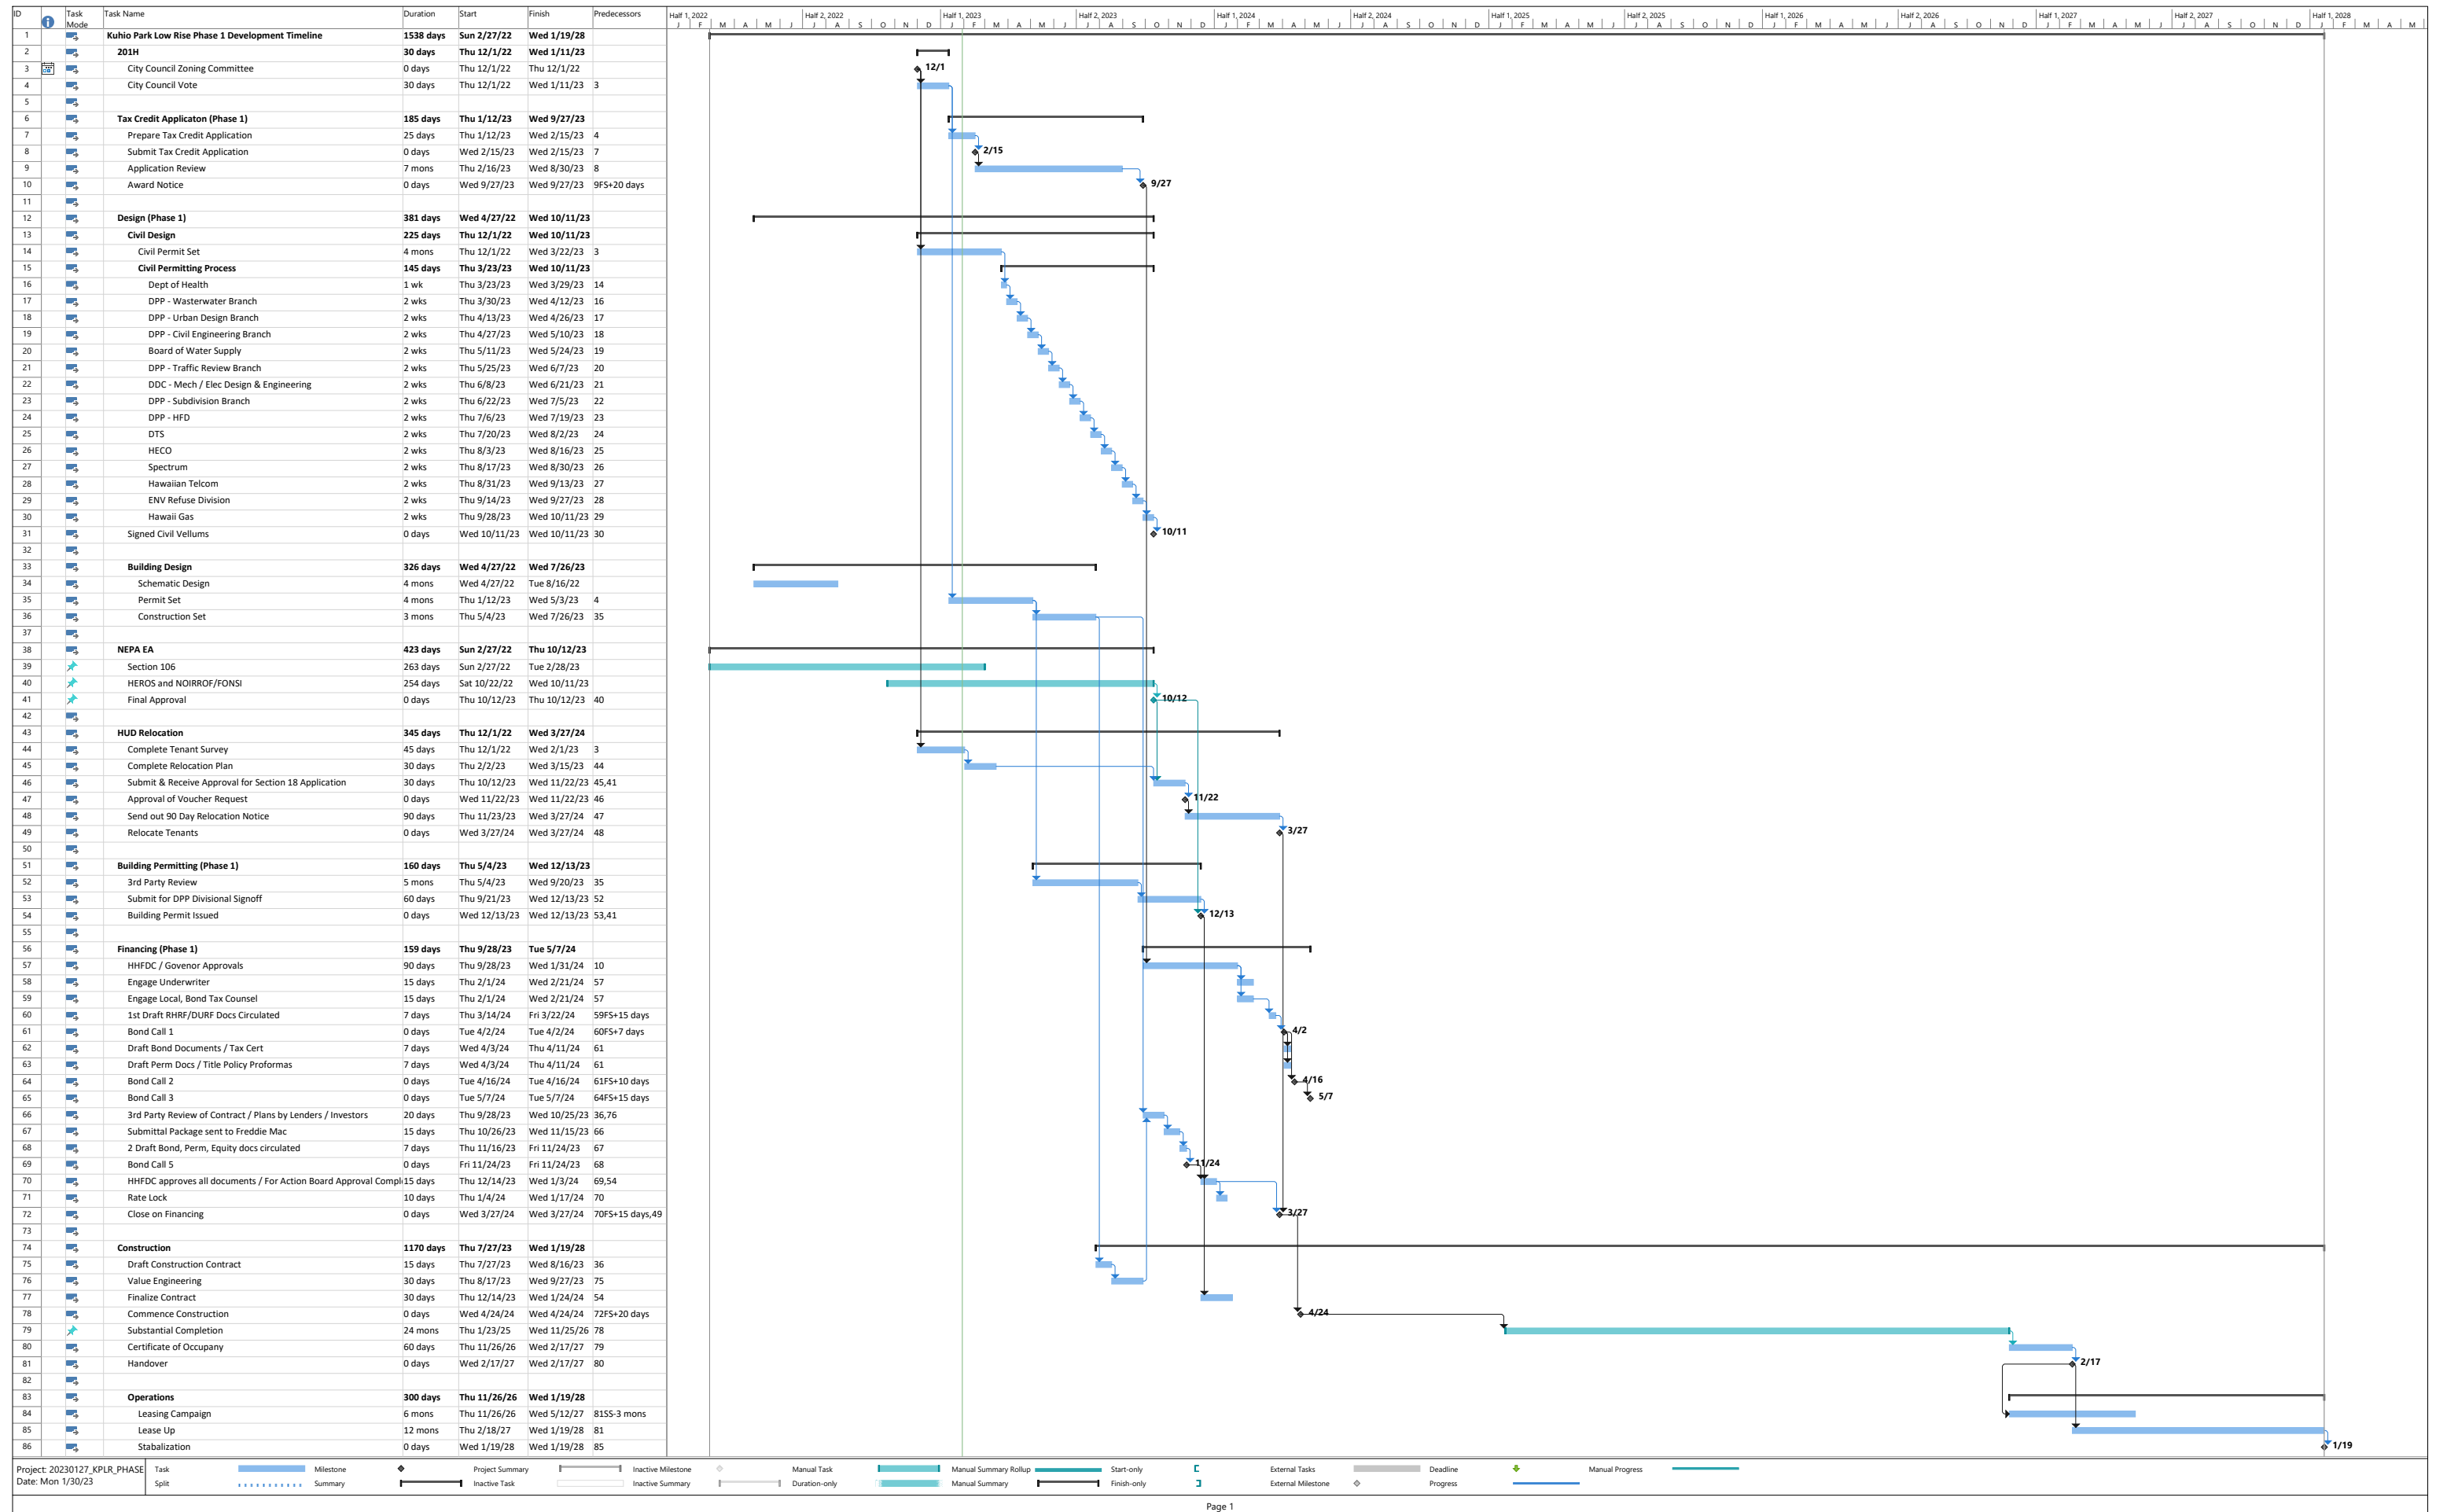 ID Task Mode Task Name Duration Start Finish Predecessors
Half 1, 2022 Half 2, 2022 Half 1, 2023 Half 2, 2023 Half 1, 2024 Half 2, 2024 Half 1, 2025 Half 2, 2025 Half 1, 2026 Half 2, 2026 Half 1, 2027 Half 2, 2027 Half 1, 2028
J F M A M J J A S O N D J F M A M J J A S O N D J F M A M J J A S O N D J F M A M J J A S O N D J F M A M J J A S O N D J F M A M J J A S O N D J F M A M
1 Kuhio Park Low Rise Phase 1 Development Timeline 1538 days Sun 2/27/22 Wed 1/19/28
2 201H 30 days Thu 12/1/22 Wed 1/11/23
3 City Council Zoning Committee 0 days Thu 12/1/22 Thu 12/1/22 12/1
4 City Council Vote 30 days Thu 12/1/22 Wed 1/11/23 3
5
6 Tax Credit Applicaton (Phase 1) 185 days Thu 1/12/23 Wed 9/27/23
7 Prepare Tax Credit Application 25 days Thu 1/12/23 Wed 2/15/23 4
8 Submit Tax Credit Application 0 days Wed 2/15/23 Wed 2/15/23 7 2/15
9 Application Review 7 mons Thu 2/16/23 Wed 8/30/23 8
10 Award Notice 0 days Wed 9/27/23 Wed 9/27/23 9FS+20 days 9/27
11
12 Design (Phase 1) 381 days Wed 4/27/22 Wed 10/11/23
13 Civil Design 225 days Thu 12/1/22 Wed 10/11/23
14 Civil Permit Set 4 mons Thu 12/1/22 Wed 3/22/23 3
15 Civil Permitting Process 145 days Thu 3/23/23 Wed 10/11/23
16 Dept of Health 1 wk Thu 3/23/23 Wed 3/29/23 14
17 DPP - Wasterwater Branch 2 wks Thu 3/30/23 Wed 4/12/23 16
18 DPP - Urban Design Branch 2 wks Thu 4/13/23 Wed 4/26/23 17
19 DPP - Civil Engineering Branch 2 wks Thu 4/27/23 Wed 5/10/23 18
20 Board of Water Supply 2 wks Thu 5/11/23 Wed 5/24/23 19
21 DPP - Traffic Review Branch 2 wks Thu 5/25/23 Wed 6/7/23 20
22 DDC - Mech / Elec Design & Engineering 2 wks Thu 6/8/23 Wed 6/21/23 21
23 DPP - Subdivision Branch 2 wks Thu 6/22/23 Wed 7/5/23 22
24 DPP - HFD 2 wks Thu 7/6/23 Wed 7/19/23 23
25 DTS 2 wks Thu 7/20/23 Wed 8/2/23 24
26 HECO 2 wks Thu 8/3/23 Wed 8/16/23 25
27 Spectrum 2 wks Thu 8/17/23 Wed 8/30/23 26
28 Hawaiian Telcom 2 wks Thu 8/31/23 Wed 9/13/23 27
29 ENV Refuse Division 2 wks Thu 9/14/23 Wed 9/27/23 28
30 Hawaii Gas 2 wks Thu 9/28/23 Wed 10/11/23 29
31 Signed Civil Vellums 0 days Wed 10/11/23 Wed 10/11/23 30 10/11
32
33 Building Design 326 days Wed 4/27/22 Wed 7/26/23
34 Schematic Design 4 mons Wed 4/27/22 Tue 8/16/22
35 Permit Set 4 mons Thu 1/12/23 Wed 5/3/23 4
36 Construction Set 3 mons Thu 5/4/23 Wed 7/26/23 35
37
38 NEPA EA 423 days Sun 2/27/22 Thu 10/12/23
39 Section 106 263 days Sun 2/27/22 Tue 2/28/23
40 HEROS and NOIRROF/FONSI 254 days Sat 10/22/22 Wed 10/11/23
41 Final Approval 0 days Thu 10/12/23 Thu 10/12/23 40 10/12
42
43 HUD Relocation 345 days Thu 12/1/22 Wed 3/27/24
44 Complete Tenant Survey 45 days Thu 12/1/22 Wed 2/1/23 3
45 Complete Relocation Plan 30 days Thu 2/2/23 Wed 3/15/23 44
46 Submit & Receive Approval for Section 18 Application 30 days Thu 10/12/23 Wed 11/22/23 45,41
47 Approval of Voucher Request 0 days Wed 11/22/23 Wed 11/22/23 46 11/22
48 Send out 90 Day Relocation Notice 90 days Thu 11/23/23 Wed 3/27/24 47
49 Relocate Tenants 0 days Wed 3/27/24 Wed 3/27/24 48 3/27
50
51 Building Permitting (Phase 1) 160 days Thu 5/4/23 Wed 12/13/23
52 3rd Party Review 5 mons Thu 5/4/23 Wed 9/20/23 35
53 Submit for DPP Divisional Signoff 60 days Thu 9/21/23 Wed 12/13/23 52
54 Building Permit Issued 0 days Wed 12/13/23 Wed 12/13/23 53,41 12/13
55
56 Financing (Phase 1) 159 days Thu 9/28/23 Tue 5/7/24
57 HHFDC / Govenor Approvals 90 days Thu 9/28/23 Wed 1/31/24 10
58 Engage Underwriter 15 days Thu 2/1/24 Wed 2/21/24 57
59 Engage Local, Bond Tax Counsel 15 days Thu 2/1/24 Wed 2/21/24 57
60 1st Draft RHRF/DURF Docs Circulated 7 days Thu 3/14/24 Fri 3/22/24 59FS+15 days
61 Bond Call 1 0 days Tue 4/2/24 Tue 4/2/24 60FS+7 days 4/2
62 Draft Bond Documents / Tax Cert 7 days Wed 4/3/24 Thu 4/11/24 61
63 Draft Perm Docs / Title Policy Proformas 7 days Wed 4/3/24 Thu 4/11/24 61
64 Bond Call 2 0 days Tue 4/16/24 Tue 4/16/24 61FS+10 days 4/16
65 Bond Call 3 0 days Tue 5/7/24 Tue 5/7/24 64FS+15 days 5/7
66 3rd Party Review of Contract / Plans by Lenders / Investors 20 days Thu 9/28/23 Wed 10/25/23 36,76
67 Submittal Package sent to Freddie Mac 15 days Thu 10/26/23 Wed 11/15/23 66
68 2 Draft Bond, Perm, Equity docs circulated 7 days Thu 11/16/23 Fri 11/24/23 67
69 Bond Call 5 0 days Fri 11/24/23 Fri 11/24/23 68 11/24
70 HHFDC approves all documents / For Action Board Approval Compl 15 days Thu 12/14/23 Wed 1/3/24 69,54
71 Rate Lock 10 days Thu 1/4/24 Wed 1/17/24 70
72 Close on Financing 0 days Wed 3/27/24 Wed 3/27/24 70FS+15 days,49 3/27
73
74 Construction 1170 days Thu 7/27/23 Wed 1/19/28
75 Draft Construction Contract 15 days Thu 7/27/23 Wed 8/16/23 36
76 Value Engineering 30 days Thu 8/17/23 Wed 9/27/23 75
77 Finalize Contract 30 days Thu 12/14/23 Wed 1/24/24 54
78 Commence Construction 0 days Wed 4/24/24 Wed 4/24/24 72FS+20 days 4/24
79 Substantial Completion 24 mons Thu 1/23/25 Wed 11/25/26 78
80 Certificate of Occupany 60 days Thu 11/26/26 Wed 2/17/27 79
81 Handover 0 days Wed 2/17/27 Wed 2/17/27 80 2/17
82
83 Operations 300 days Thu 11/26/26 Wed 1/19/28
84 Leasing Campaign 6 mons Thu 11/26/26 Wed 5/12/27 81SS-3 mons
85 Lease Up 12 mons Thu 2/18/27 Wed 1/19/28 81
86 Stabalization 0 days Wed 1/19/28 Wed 1/19/28 85 1/19
Project: 20230127_KPLR_PHASE
Date: Mon 1/30/23
Task Milestone Project Summary Inactive Milestone Manual Task Manual Summary Rollup Start-only External Tasks Deadline Manual Progress
Split Summary Inactive Task Inactive Summary Duration-only Manual Summary Finish-only External Milestone Progress
Page 1